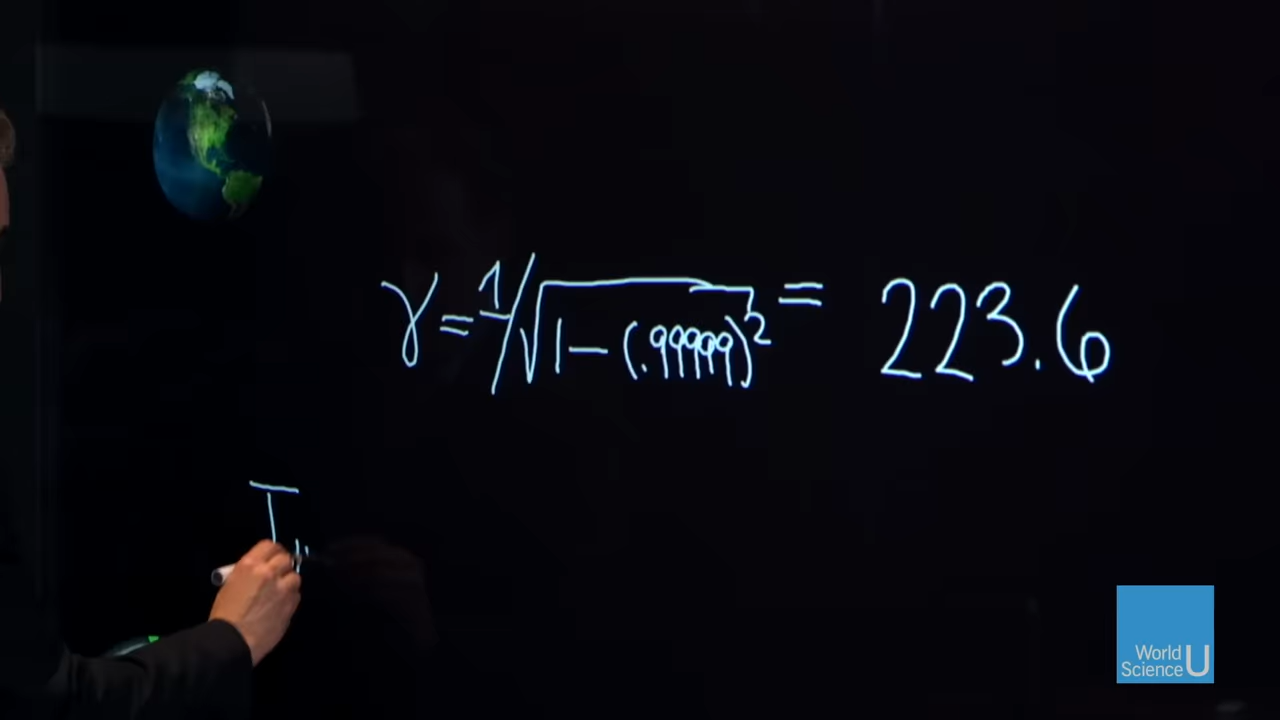 γ = 1/√1 - (.99999)² = 223.6
T
World
Science U